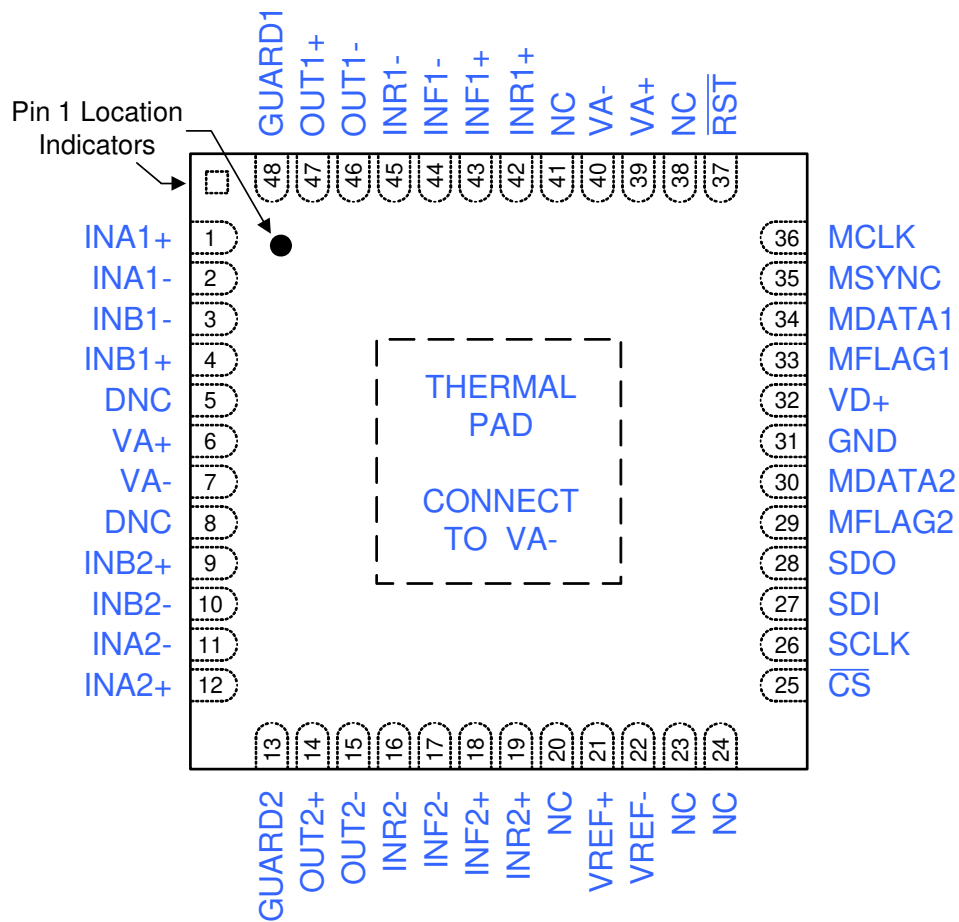 GUARD1
OUT1+
OUT1-
INR1-
INF1-
INF1+
INR1+
NC
VA-
VA+
NC
RST
Pin 1 Location
Indicators
48
47
46
45
44
43
42
41
40
39
38
37
INA1+ 1
INA1- 2
INB1- 3
INB1+ 4
DNC 5
VA+ 6
VA- 7
DNC 8
INB2+ 9
INB2- 10
INA2- 11
INA2+ 12
THERMAL
PAD
CONNECT
TO VA-
36 MCLK
35 MSYNC
34 MDATA1
33 MFLAG1
32 VD+
31 GND
30 MDATA2
29 MFLAG2
28 SDO
27 SDI
26 SCLK
25 CS
13
14
15
16
17
18
19
20
21
22
23
24
GUARD2
OUT2+
OUT2-
INR2-
INF2-
INF2+
INR2+
NC
VREF+
VREF-
NC
NC